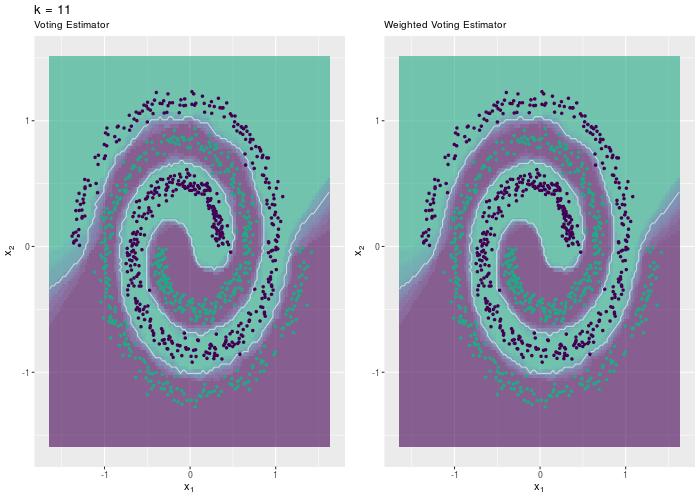 k = 11
Voting Estimator
Weighted Voting Estimator
1
0
-1
x2
-1
0
1
x1
1
0
-1
x2
-1
0
1
x1